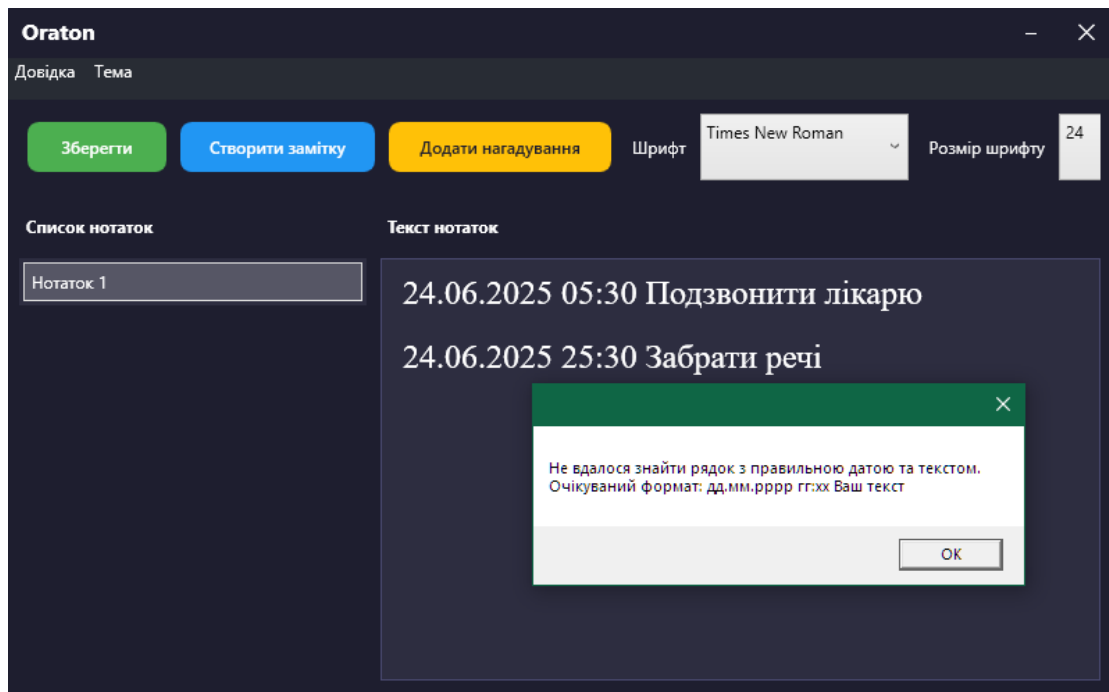 Oraton
Довідка Тема
Зберегти Створити замітку Додати нагадування Шрифт Times New Roman Розмір шрифту 24
Список нотаток Текст нотаток
Нотаток 1
24.06.2025 05:30 Подзвонити лікарю
24.06.2025 25:30 Забрати речі
Не вдалося знайти рядок з правильною датою та текстом.
Очікуваний формат: дд.мм.рррр гг:хх Ваш текст
OK